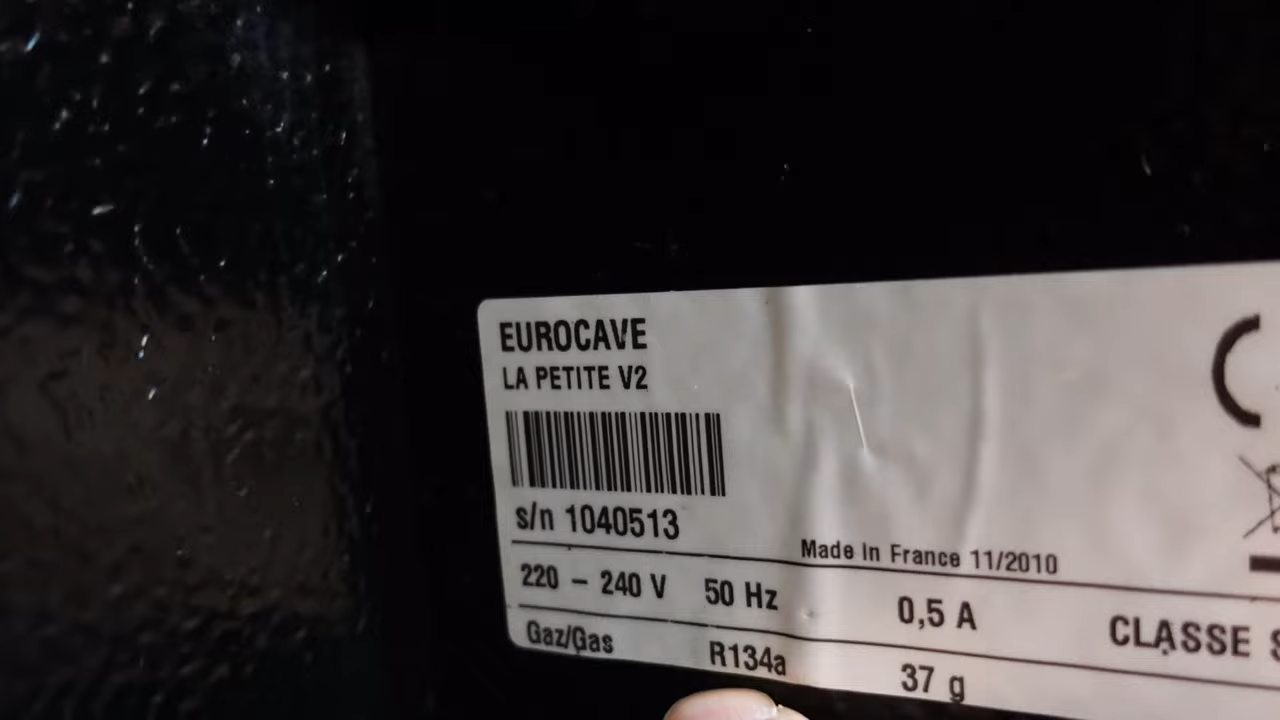 EUROCAVE
LA PETITE V2
s/n 1040513
Made in France 11/2010
220 – 240 V 50 Hz 0,5 A CLASSE
Gaz/Gas R134a 37 g